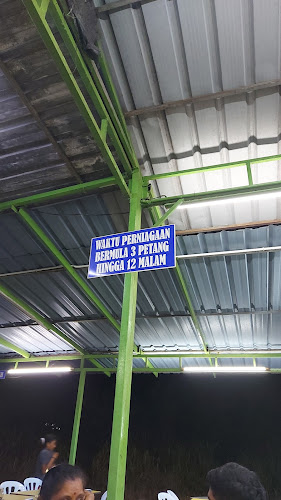 WAKTU PERNIAGAAN
BERMULA 3 PETANG
HINGGA 12 MALAM